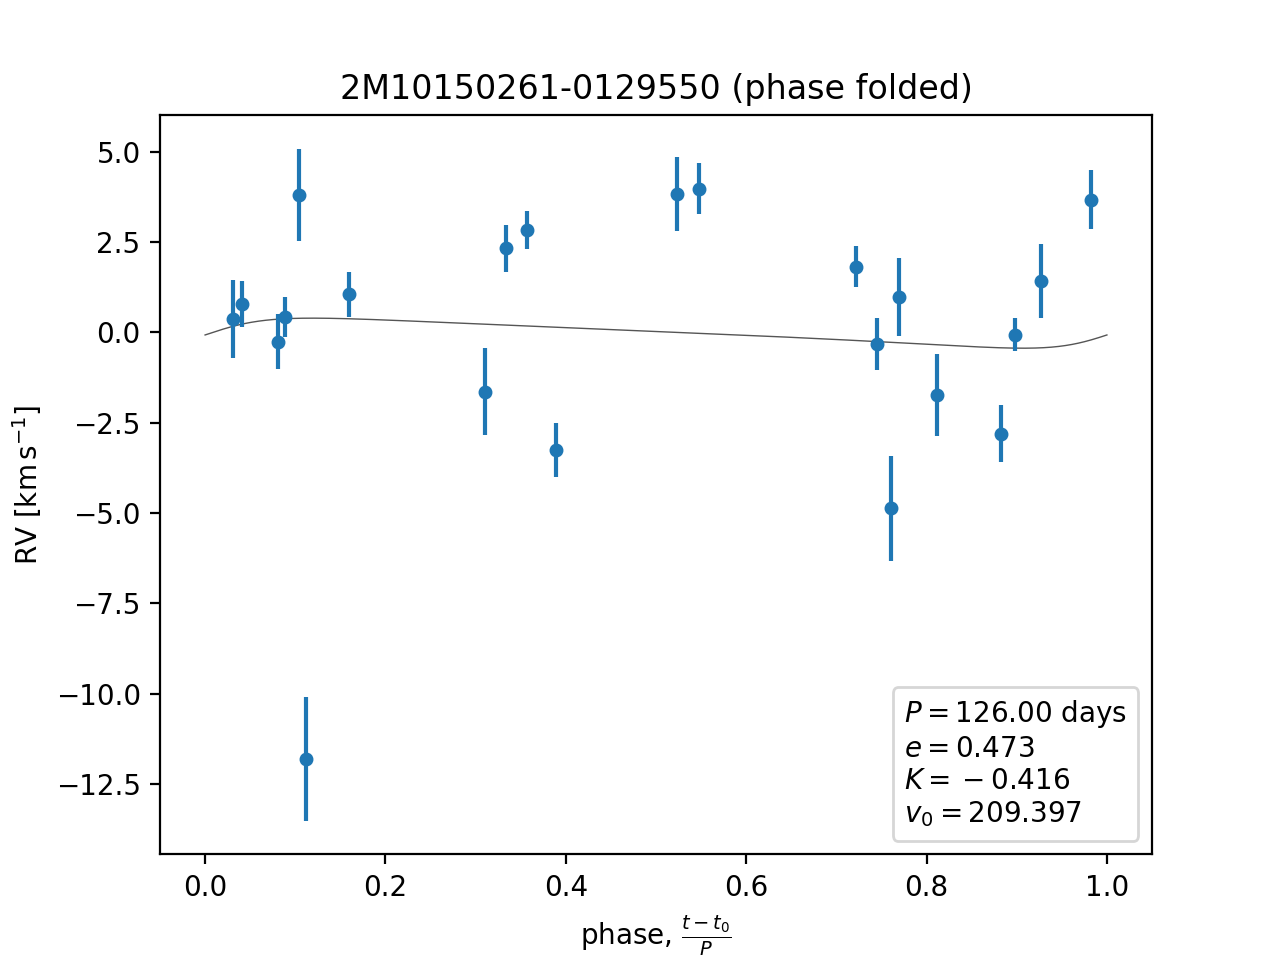 2M10150261-0129550 (phase folded)
5.0
2.5
0.0
−2.5
−5.0
−7.5
−10.0
−12.5
RV [km s⁻¹]
P = 126.00 days
e = 0.473
K = −0.416
v₀ = 209.397
0.0 0.2 0.4 0.6 0.8 1.0
phase, (t − t₀)/P